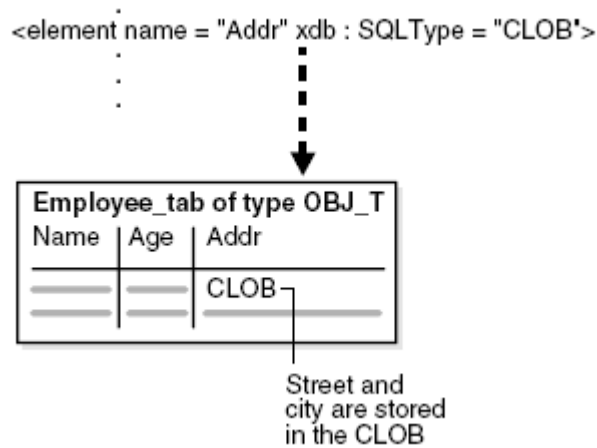 <element name = "Addr" xdb : SQLType = "CLOB">
Employee_tab of type OBJ_T
Name Age Addr
CLOB
Street and
city are stored
in the CLOB